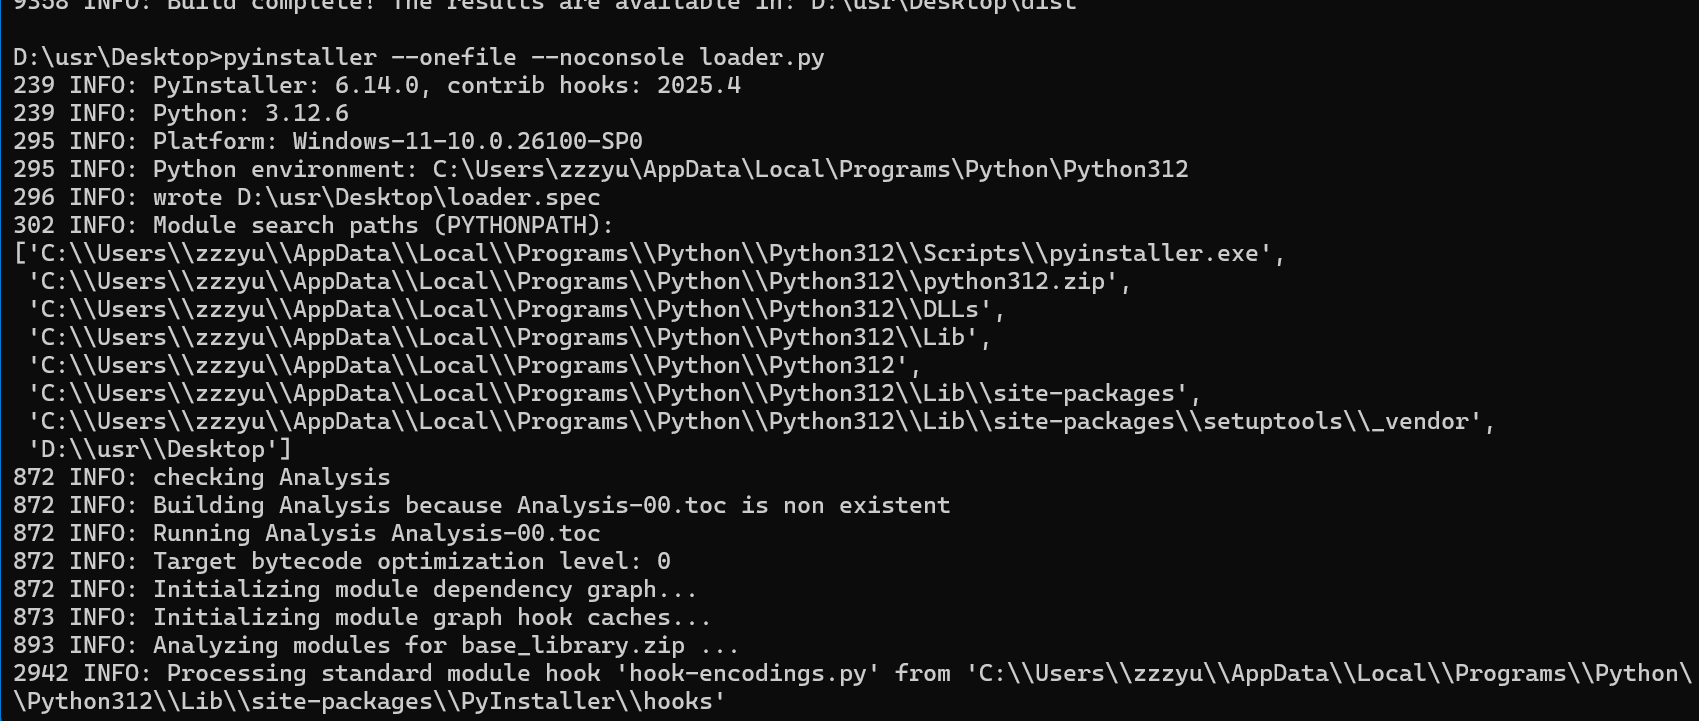 9358 INFO: Build complete! The results are available in: D:\usr\Desktop\dist
D:\usr\Desktop>pyinstaller --onefile --noconsole loader.py
239 INFO: PyInstaller: 6.14.0, contrib hooks: 2025.4
239 INFO: Python: 3.12.6
295 INFO: Platform: Windows-11-10.0.26100-SP0
295 INFO: Python environment: C:\Users\zzzyu\AppData\Local\Programs\Python\Python312
296 INFO: wrote D:\usr\Desktop\loader.spec
302 INFO: Module search paths (PYTHONPATH):
['C:\\Users\\zzzyu\\AppData\\Local\\Programs\\Python\\Python312\\Scripts\\pyinstaller.exe',
 'C:\\Users\\zzzyu\\AppData\\Local\\Programs\\Python\\Python312\\python312.zip',
 'C:\\Users\\zzzyu\\AppData\\Local\\Programs\\Python\\Python312\\DLLs',
 'C:\\Users\\zzzyu\\AppData\\Local\\Programs\\Python\\Python312\\Lib',
 'C:\\Users\\zzzyu\\AppData\\Local\\Programs\\Python\\Python312',
 'C:\\Users\\zzzyu\\AppData\\Local\\Programs\\Python\\Python312\\Lib\\site-packages',
 'C:\\Users\\zzzyu\\AppData\\Local\\Programs\\Python\\Python312\\Lib\\site-packages\\setuptools\\_vendor',
 'D:\\usr\\Desktop']
872 INFO: checking Analysis
872 INFO: Building Analysis because Analysis-00.toc is non existent
872 INFO: Running Analysis Analysis-00.toc
872 INFO: Target bytecode optimization level: 0
872 INFO: Initializing module dependency graph...
873 INFO: Initializing module graph hook caches...
893 INFO: Analyzing modules for base_library.zip ...
2942 INFO: Processing standard module hook 'hook-encodings.py' from 'C:\\Users\\zzzyu\\AppData\\Local\\Programs\\Python\
\Python312\\Lib\\site-packages\\PyInstaller\\hooks'